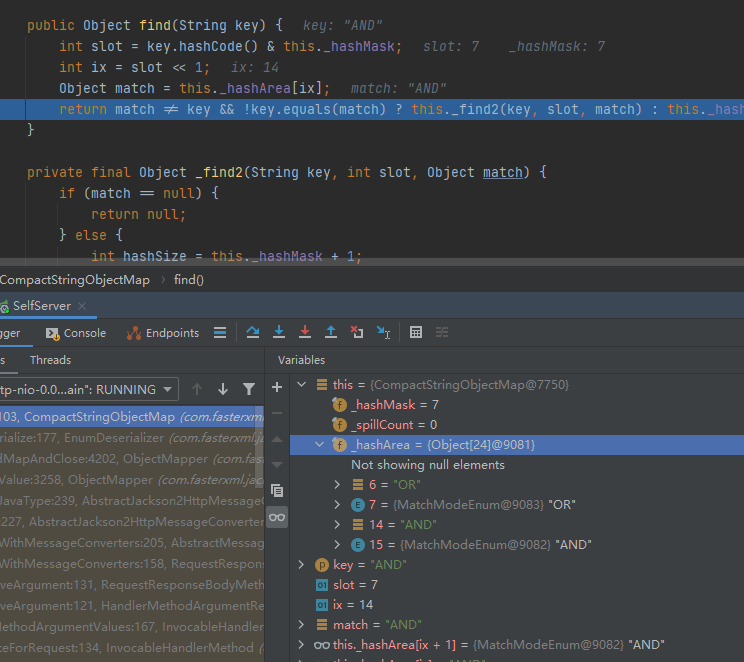 public Object find(String key) {   key: "AND"
int slot = key.hashCode() & this._hashMask;   slot: 7    _hashMask: 7
int ix = slot << 1;   ix: 14
Object match = this._hashArea[ix];   match: "AND"
return match ≠ key && !key.equals(match) ? this._find2(key, slot, match) : this._hash
}
private final Object _find2(String key, int slot, Object match) {
if (match == null) {
return null;
} else {
int hashSize = this._hashMask + 1;
CompactStringObjectMap › find()
SelfServer ×
gger Console Endpoints
s Threads Variables
tp-nio-0.0...ain": RUNNING
103, CompactStringObjectMap (com.fasterxml.
erialize:177, EnumDeserializer (com.fasterxml.jac
dMapAndClose:4202, ObjectMapper (com.fasterx
Value:3258, ObjectMapper (com.fasterxml.jackso
JavaType:239, AbstractJackson2HttpMessageC
:227, AbstractJackson2HttpMessageConverter
WithMessageConverters:205, AbstractMessag
WithMessageConverters:158, RequestRespons
veArgument:131, RequestResponseBodyMeth
veArgument:121, HandlerMethodArgumentRe
MethodArgumentValues:167, InvocableHandler
teForRequest:134, InvocableHandlerMethod (
this = {CompactStringObjectMap@7750}
_hashMask = 7
_spillCount = 0
_hashArea = {Object[24]@9081}
Not showing null elements
6 = "OR"
7 = {MatchModeEnum@9083} "OR"
14 = "AND"
15 = {MatchModeEnum@9082} "AND"
key = "AND"
slot = 7
ix = 14
match = "AND"
this._hashArea[ix + 1] = {MatchModeEnum@9082} "AND"